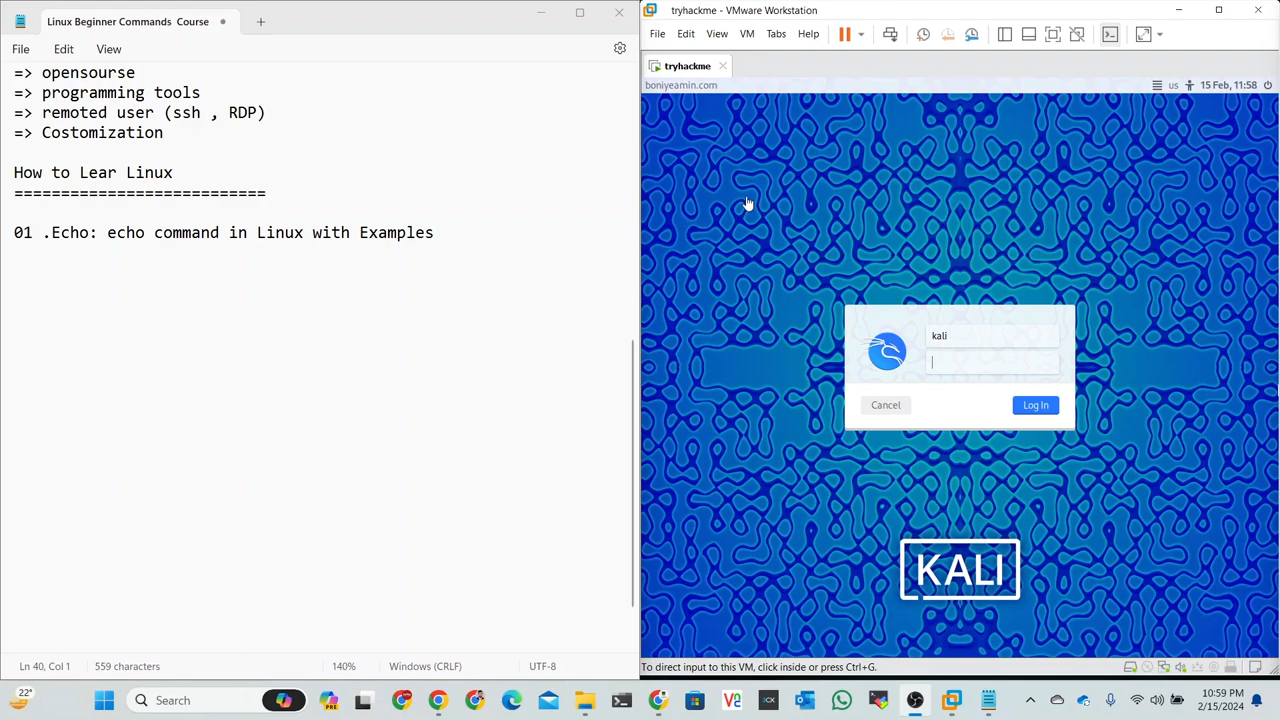 Linux Beginner Commands Course
File Edit View
=> opensourse
=> programming tools
=> remoted user (ssh , RDP)
=> Costomization
How to Lear Linux
==========================
01 .Echo: echo command in Linux with Examples
Ln 40, Col 1 559 characters 140% Windows (CRLF) UTF-8
tryhackme - VMware Workstation
File Edit View VM Tabs Help
tryhackme
boniyeamin.com us 15 Feb, 11:58
kali
Cancel Log In
KALI
To direct input to this VM, click inside or press Ctrl+G.
22°
Search
10:59 PM
2/15/2024